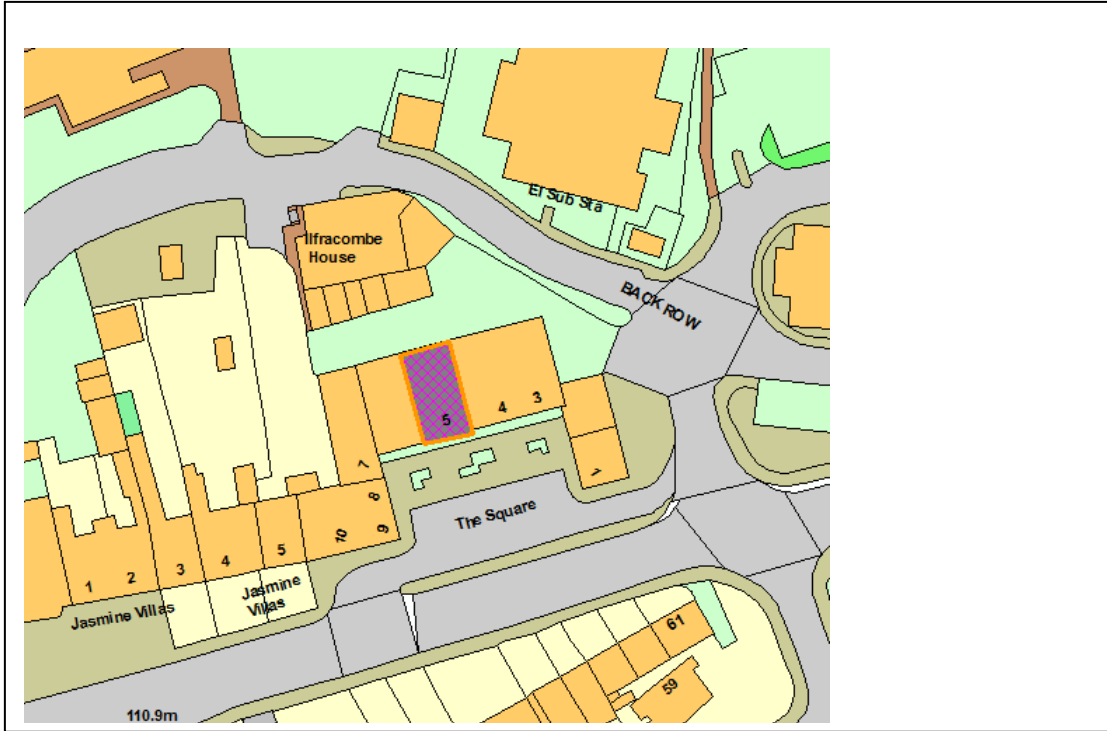 El Sub Sta
Ilfracombe
House
BACK ROW
5
4
3
7
8
9
10
1
The Square
1
2
3
4
5
Jasmine Villas
Jasmine
Villas
61
59
110.9m